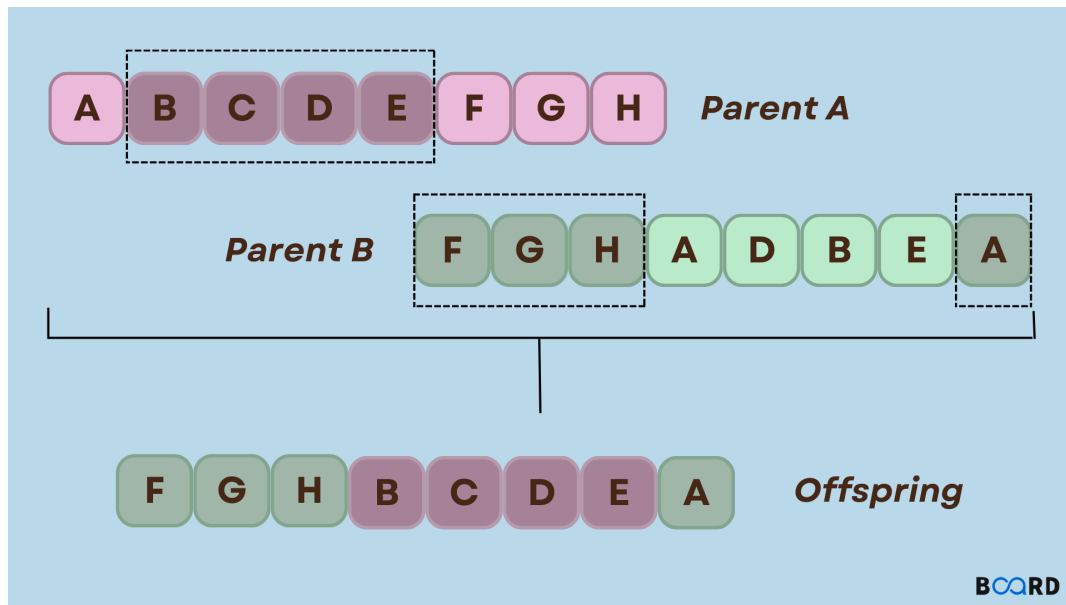 A B C D E F G H Parent A
Parent B F G H A D B E A
F G H B C D E A Offspring
BOARD